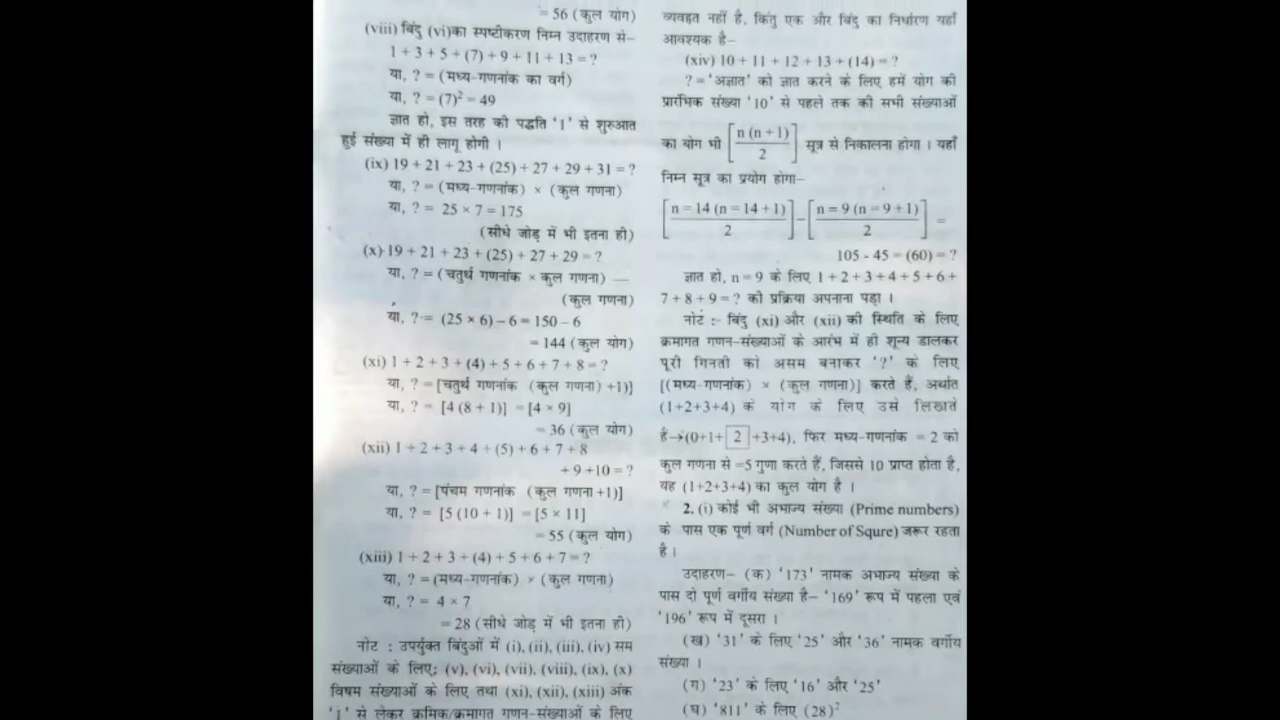 = 56 (कुल योग)
(viii) बिंदु (vi)का स्पष्टीकरण निम्न उदाहरण से–
1 + 3 + 5 + (7) + 9 + 11 + 13 = ?
या, ? = (मध्य-गणनांक का वर्ग)
या, ? = (7)² = 49
ज्ञात हो, इस तरह की पद्धति '1' से शुरुआत
हुई संख्या में ही लागू होगी ।
(ix) 19 + 21 + 23 + (25) + 27 + 29 + 31 = ?
या, ? = (मध्य-गणनांक) × (कुल गणना)
या, ? = 25 × 7 = 175
(सीधे जोड़ में भी इतना ही)
(x) 19 + 21 + 23 + (25) + 27 + 29 = ?
या, ? = (चतुर्थ गणनांक × कुल गणना) —
(कुल गणना)
या, ? = (25 × 6) – 6 = 150 – 6
= 144 (कुल योग)
(xi) 1 + 2 + 3 + (4) + 5 + 6 + 7 + 8 = ?
या, ? = [चतुर्थ गणनांक (कुल गणना) +1)]
या, ? = [4 (8 + 1)] = [4 × 9]
= 36 (कुल योग)
(xii) 1 + 2 + 3 + 4 + (5) + 6 + 7 + 8
+ 9 +10 = ?
या, ? = [पंचम गणनांक (कुल गणना +1)]
या, ? = [5 (10 + 1)] = [5 × 11]
= 55 (कुल योग)
(xiii) 1 + 2 + 3 + (4) + 5 + 6 + 7 = ?
या, ? = (मध्य-गणनांक) × (कुल गणना)
या, ? = 4 × 7
= 28 (सीधे जोड़ में भी इतना ही)
नोट : उपर्युक्त बिंदुओं में (i), (ii), (iii), (iv) सम
संख्याओं के लिए; (v), (vi), (vii), (viii), (ix), (x)
विषम संख्याओं के लिए तथा (xi), (xii), (xiii) अंक
'1' से लेकर क्रमिक/क्रमागत गणन-संख्याओं के लिए
व्यवहृत नहीं है, किंतु एक और बिंदु का निर्धारण यहाँ
आवश्यक है–
(xiv) 10 + 11 + 12 + 13 + (14) = ?
? = 'अज्ञात' को ज्ञात करने के लिए हमें योग की
प्रारंभिक संख्या '10' से पहले तक की सभी संख्याओं
का योग भी [n (n + 1) / 2] सूत्र से निकालना होगा । यहाँ
निम्न सूत्र का प्रयोग होगा–
[n = 14 (n = 14 + 1) / 2] – [n = 9 (n = 9 + 1) / 2] =
105 - 45 = (60) = ?
ज्ञात हो, n = 9 के लिए 1 + 2 + 3 + 4 + 5 + 6 +
7 + 8 + 9 = ? की प्रक्रिया अपनाना पड़ा ।
नोट :- बिंदु (xi) और (xii) की स्थिति के लिए
क्रमागत गणन-संख्याओं के आरंभ में ही शून्य डालकर
पूरी गिनती को असम बनाकर '?' के लिए
[(मध्य-गणनांक) × (कुल गणना)] करते हैं, अर्थात
(1+2+3+4) के योग के लिए उसे लिखते
हैं→(0+1+ 2 +3+4), फिर मध्य-गणनांक = 2 को
कुल गणना से =5 गुणा करते हैं, जिससे 10 प्राप्त होता है,
यह (1+2+3+4) का कुल योग है ।
2. (i) कोई भी अभाज्य संख्या (Prime numbers)
के पास एक पूर्ण वर्ग (Number of Squre) जरूर रहता
है ।
उदाहरण– (क) '173' नामक अभाज्य संख्या के
पास दो पूर्ण वर्गीय संख्या है– '169' रूप में पहला एवं
'196' रूप में दूसरा ।
(ख) '31' के लिए '25' और '36' नामक वर्गीय
संख्या ।
(ग) '23' के लिए '16' और '25'
(घ) '811' के लिए (28)²